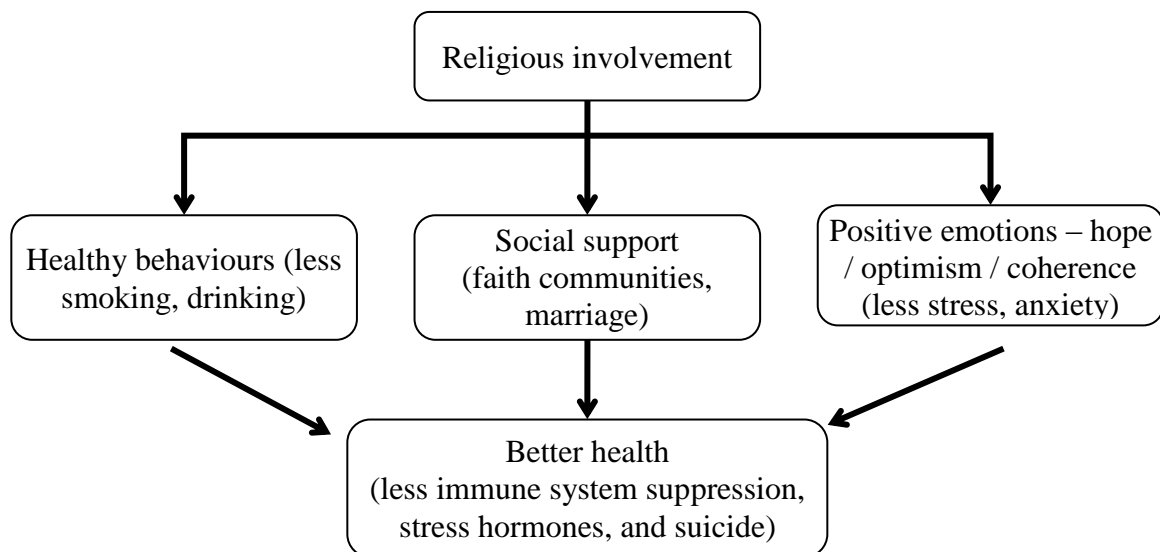 Religious involvement
Healthy behaviours (less
smoking, drinking)
Social support
(faith communities,
marriage)
Positive emotions – hope
/ optimism / coherence
(less stress, anxiety)
Better health
(less immune system suppression,
stress hormones, and suicide)